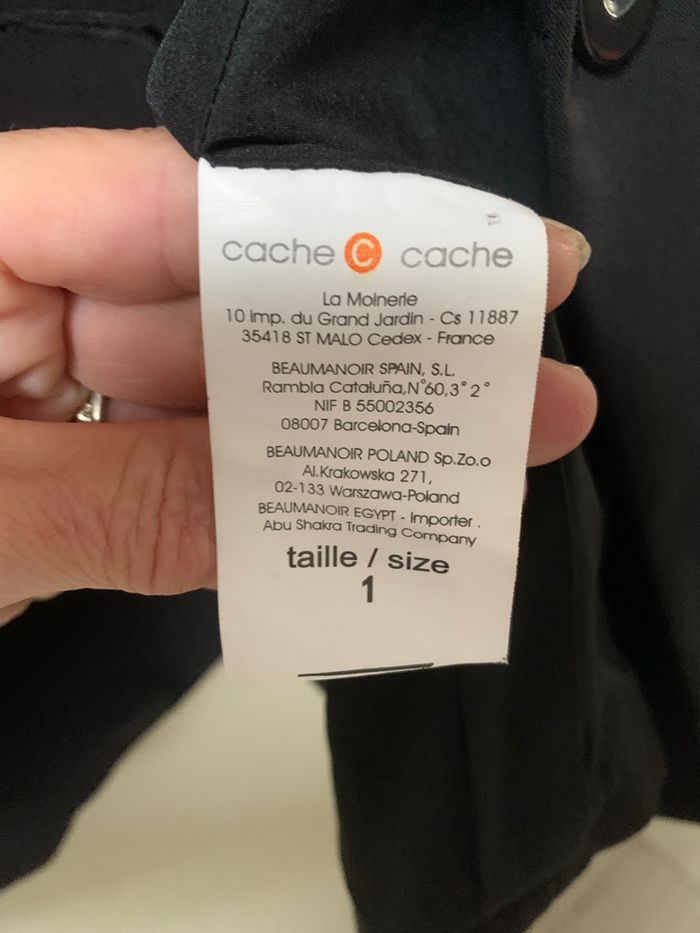 cache C cache
La Moinerie
10 imp. du Grand Jardin - Cs 11887
35418 ST MALO Cedex - France
BEAUMANOIR SPAIN, S.L.
Rambla Cataluña,N°60,3° 2°
NIF B 55002356
08007 Barcelona-Spain
BEAUMANOIR POLAND Sp.Zo.o
Al.Krakowska 271,
02-133 Warszawa-Poland
BEAUMANOIR EGYPT - Importer .
Abu Shakra Trading Company
taille / size
1